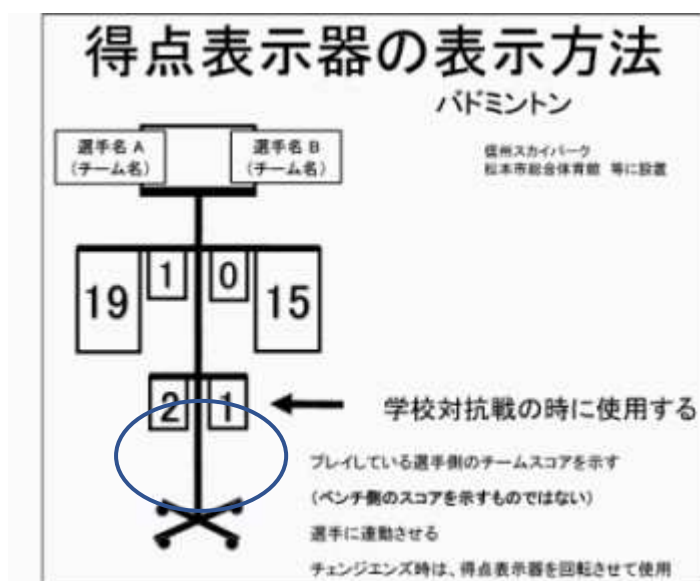 得点表示器の表示方法
バドミントン
選手名 A
(チーム名)
選手名 B
(チーム名)
信州スカイパーク
松本市総合体育館 等に設置
19
1
0
15
2
1
学校対抗戦の時に使用する
プレイしている選手側のチームスコアを示す
(ベンチ側のスコアを示すものではない)
選手に連動させる
チェンジエンズ時は、得点表示器を回転させて使用